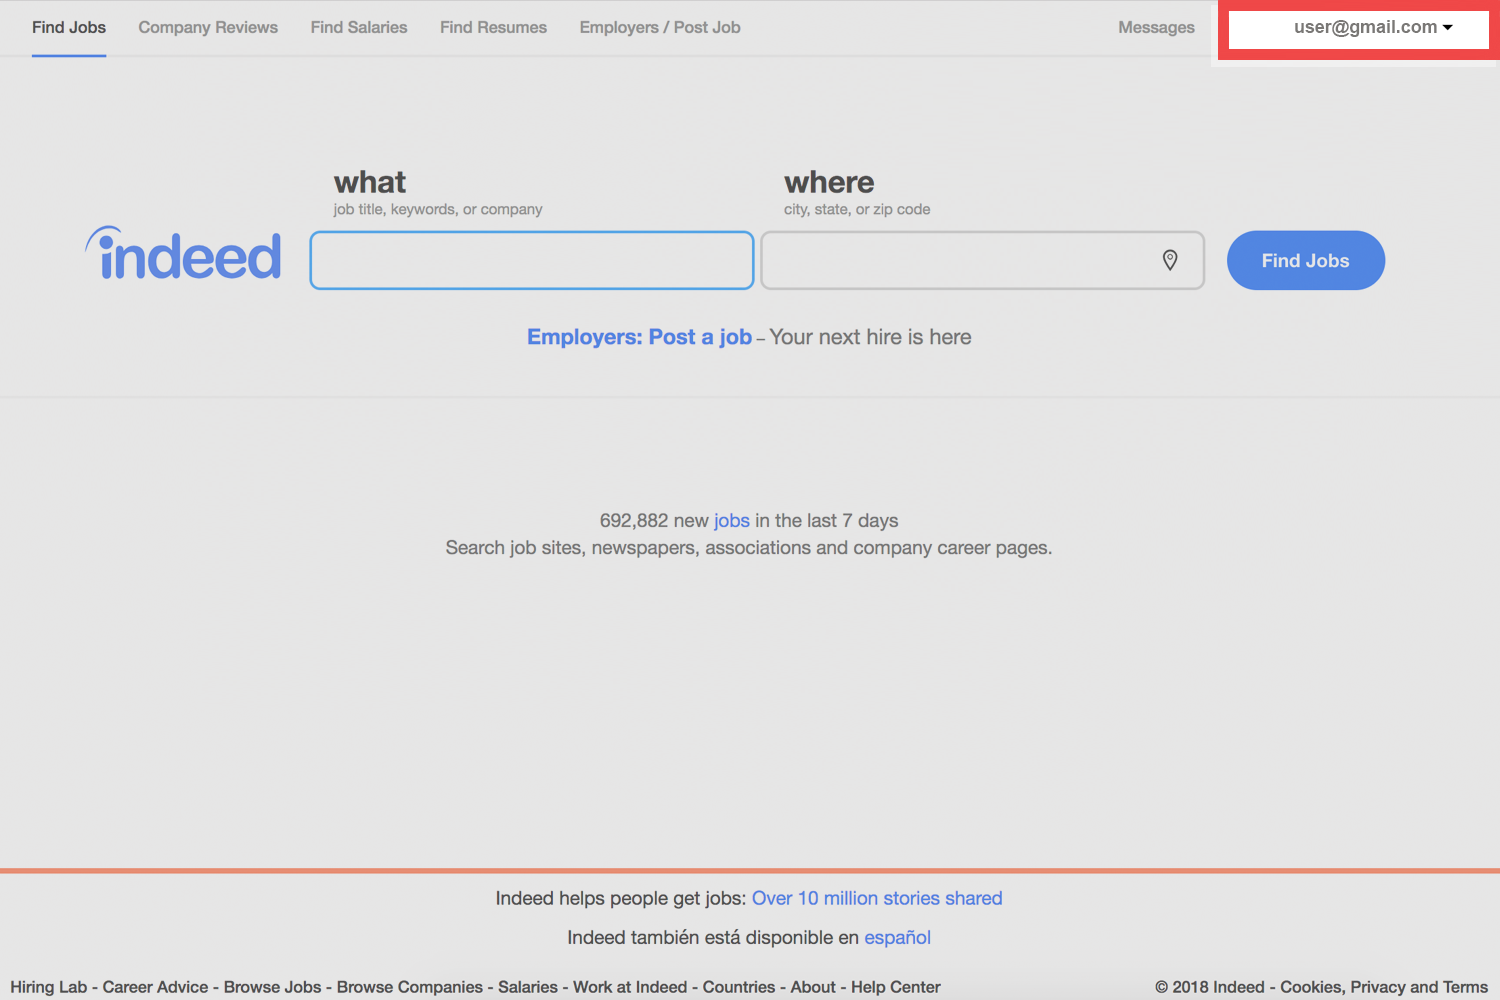 Find Jobs Company Reviews Find Salaries Find Resumes Employers / Post Job Messages user@gmail.com
what where
job title, keywords, or company city, state, or zip code
indeed Find Jobs
Employers: Post a job – Your next hire is here
692,882 new jobs in the last 7 days
Search job sites, newspapers, associations and company career pages.
Indeed helps people get jobs: Over 10 million stories shared
Indeed también está disponible en español
Hiring Lab - Career Advice - Browse Jobs - Browse Companies - Salaries - Work at Indeed - Countries - About - Help Center © 2018 Indeed - Cookies, Privacy and Terms